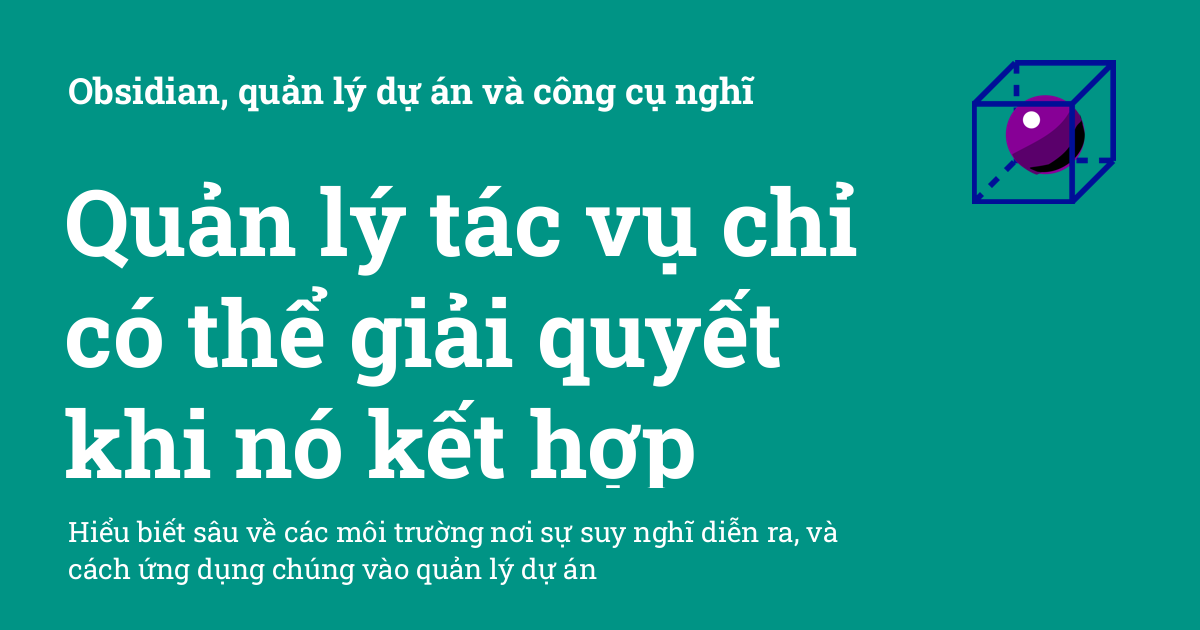 Obsidian, quản lý dự án và công cụ nghĩ
Quản lý tác vụ chỉ
có thể giải quyết
khi nó kết hợp
Hiểu biết sâu về các môi trường nơi sự suy nghĩ diễn ra, và
cách ứng dụng chúng vào quản lý dự án